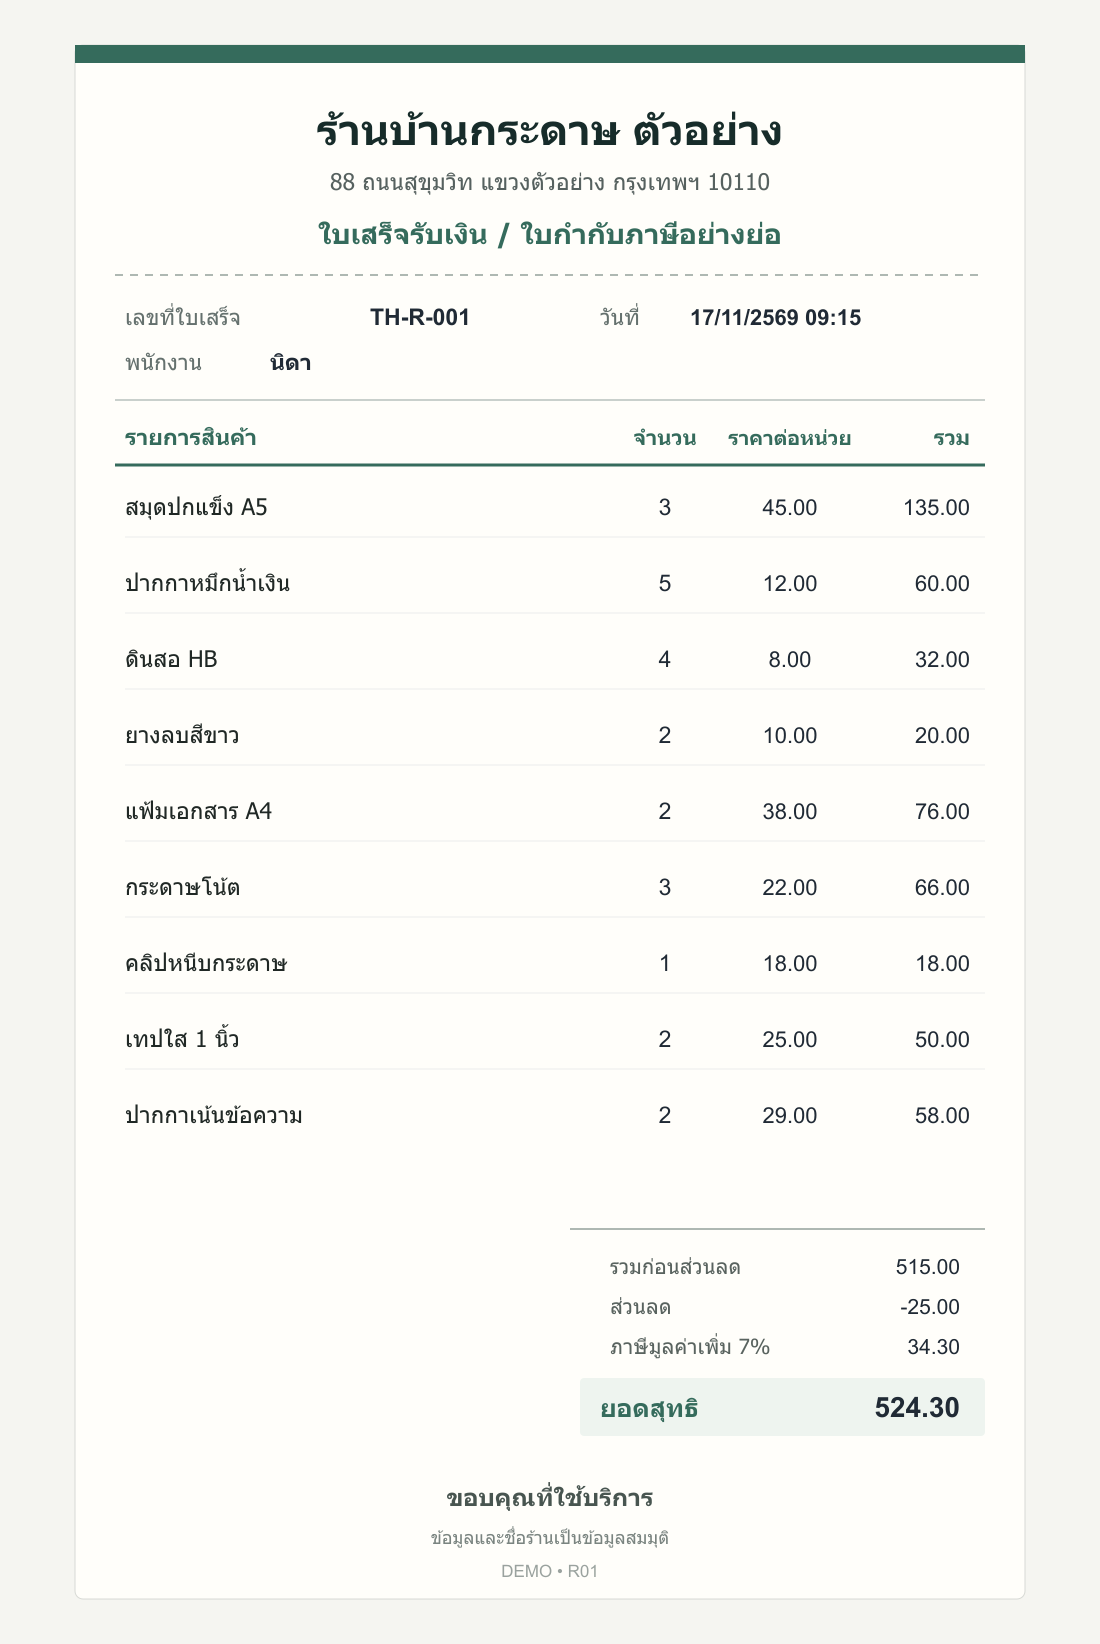 ร้านบ้านกระดาษ ตัวอย่าง
88 ถนนสุขุมวิท แขวงตัวอย่าง กรุงเทพฯ 10110
ใบเสร็จรับเงิน / ใบกำกับภาษีอย่างย่อ
เลขที่ใบเสร็จ TH-R-001 วันที่ 17/11/2569 09:15
พนักงาน นิดา
รายการสินค้า จำนวน ราคาต่อหน่วย รวม
สมุดปกแข็ง A5 3 45.00 135.00
ปากกาหมึกน้ำเงิน 5 12.00 60.00
ดินสอ HB 4 8.00 32.00
ยางลบสีขาว 2 10.00 20.00
แฟ้มเอกสาร A4 2 38.00 76.00
กระดาษโน้ต 3 22.00 66.00
คลิปหนีบกระดาษ 1 18.00 18.00
เทปใส 1 นิ้ว 2 25.00 50.00
ปากกาเน้นข้อความ 2 29.00 58.00
รวมก่อนส่วนลด 515.00
ส่วนลด -25.00
ภาษีมูลค่าเพิ่ม 7% 34.30
ยอดสุทธิ 524.30
ขอบคุณที่ใช้บริการ
ข้อมูลและชื่อร้านเป็นข้อมูลสมมุติ
DEMO • R01